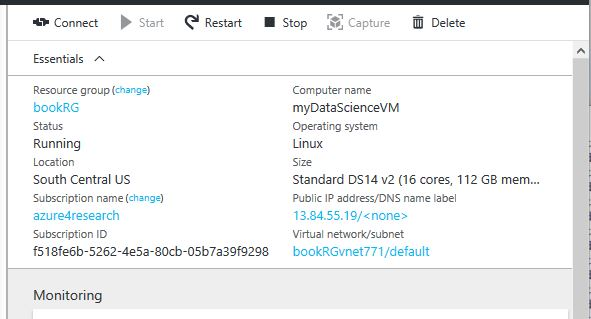 Connect Start Restart Stop Capture Delete
Essentials
Resource group (change)
bookRG
Status
Running
Location
South Central US
Subscription name (change)
azure4research
Subscription ID
f518fe6b-5262-4e5a-80cb-05b7a39f9298
Computer name
myDataScienceVM
Operating system
Linux
Size
Standard DS14 v2 (16 cores, 112 GB mem...
Public IP address/DNS name label
13.84.55.19/<none>
Virtual network/subnet
bookRGvnet771/default
Monitoring